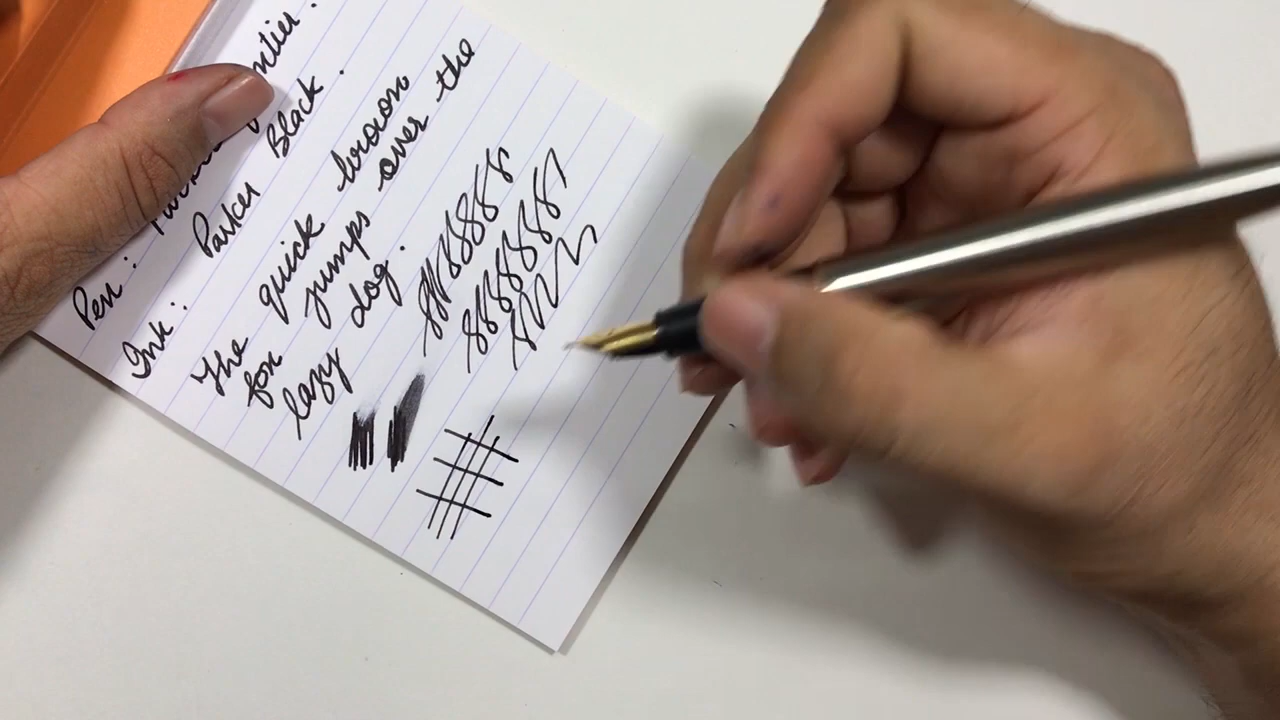 Pen :
Ink : Parker Black.
The quick brown
fox jumps over the
lazy dog.